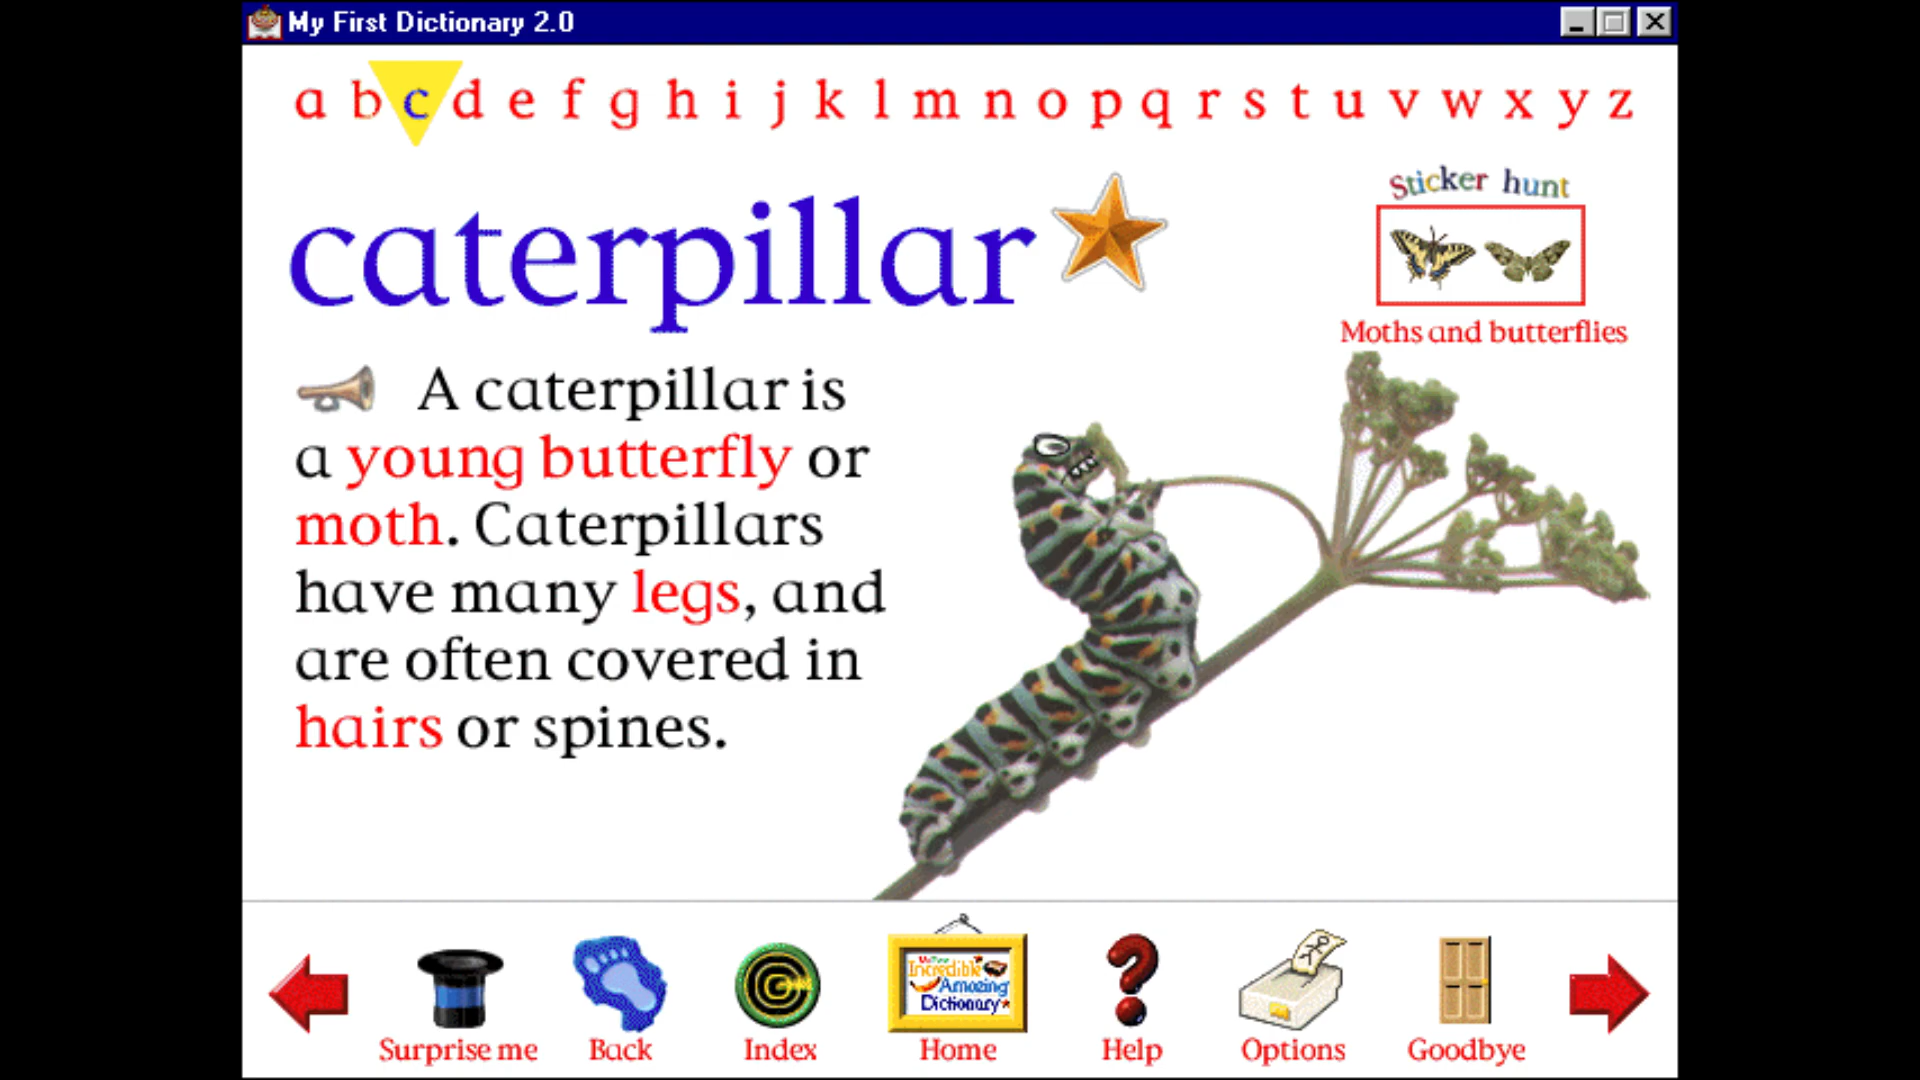 My First Dictionary 2.0
a b c d e f g h i j k l m n o p q r s t u v w x y z
caterpillar
Sticker hunt
Moths and butterflies
A caterpillar is
a young butterfly or
moth. Caterpillars
have many legs, and
are often covered in
hairs or spines.
My First
Incredible
Amazing
Dictionary
Surprise me
Back
Index
Home
Help
Options
Goodbye